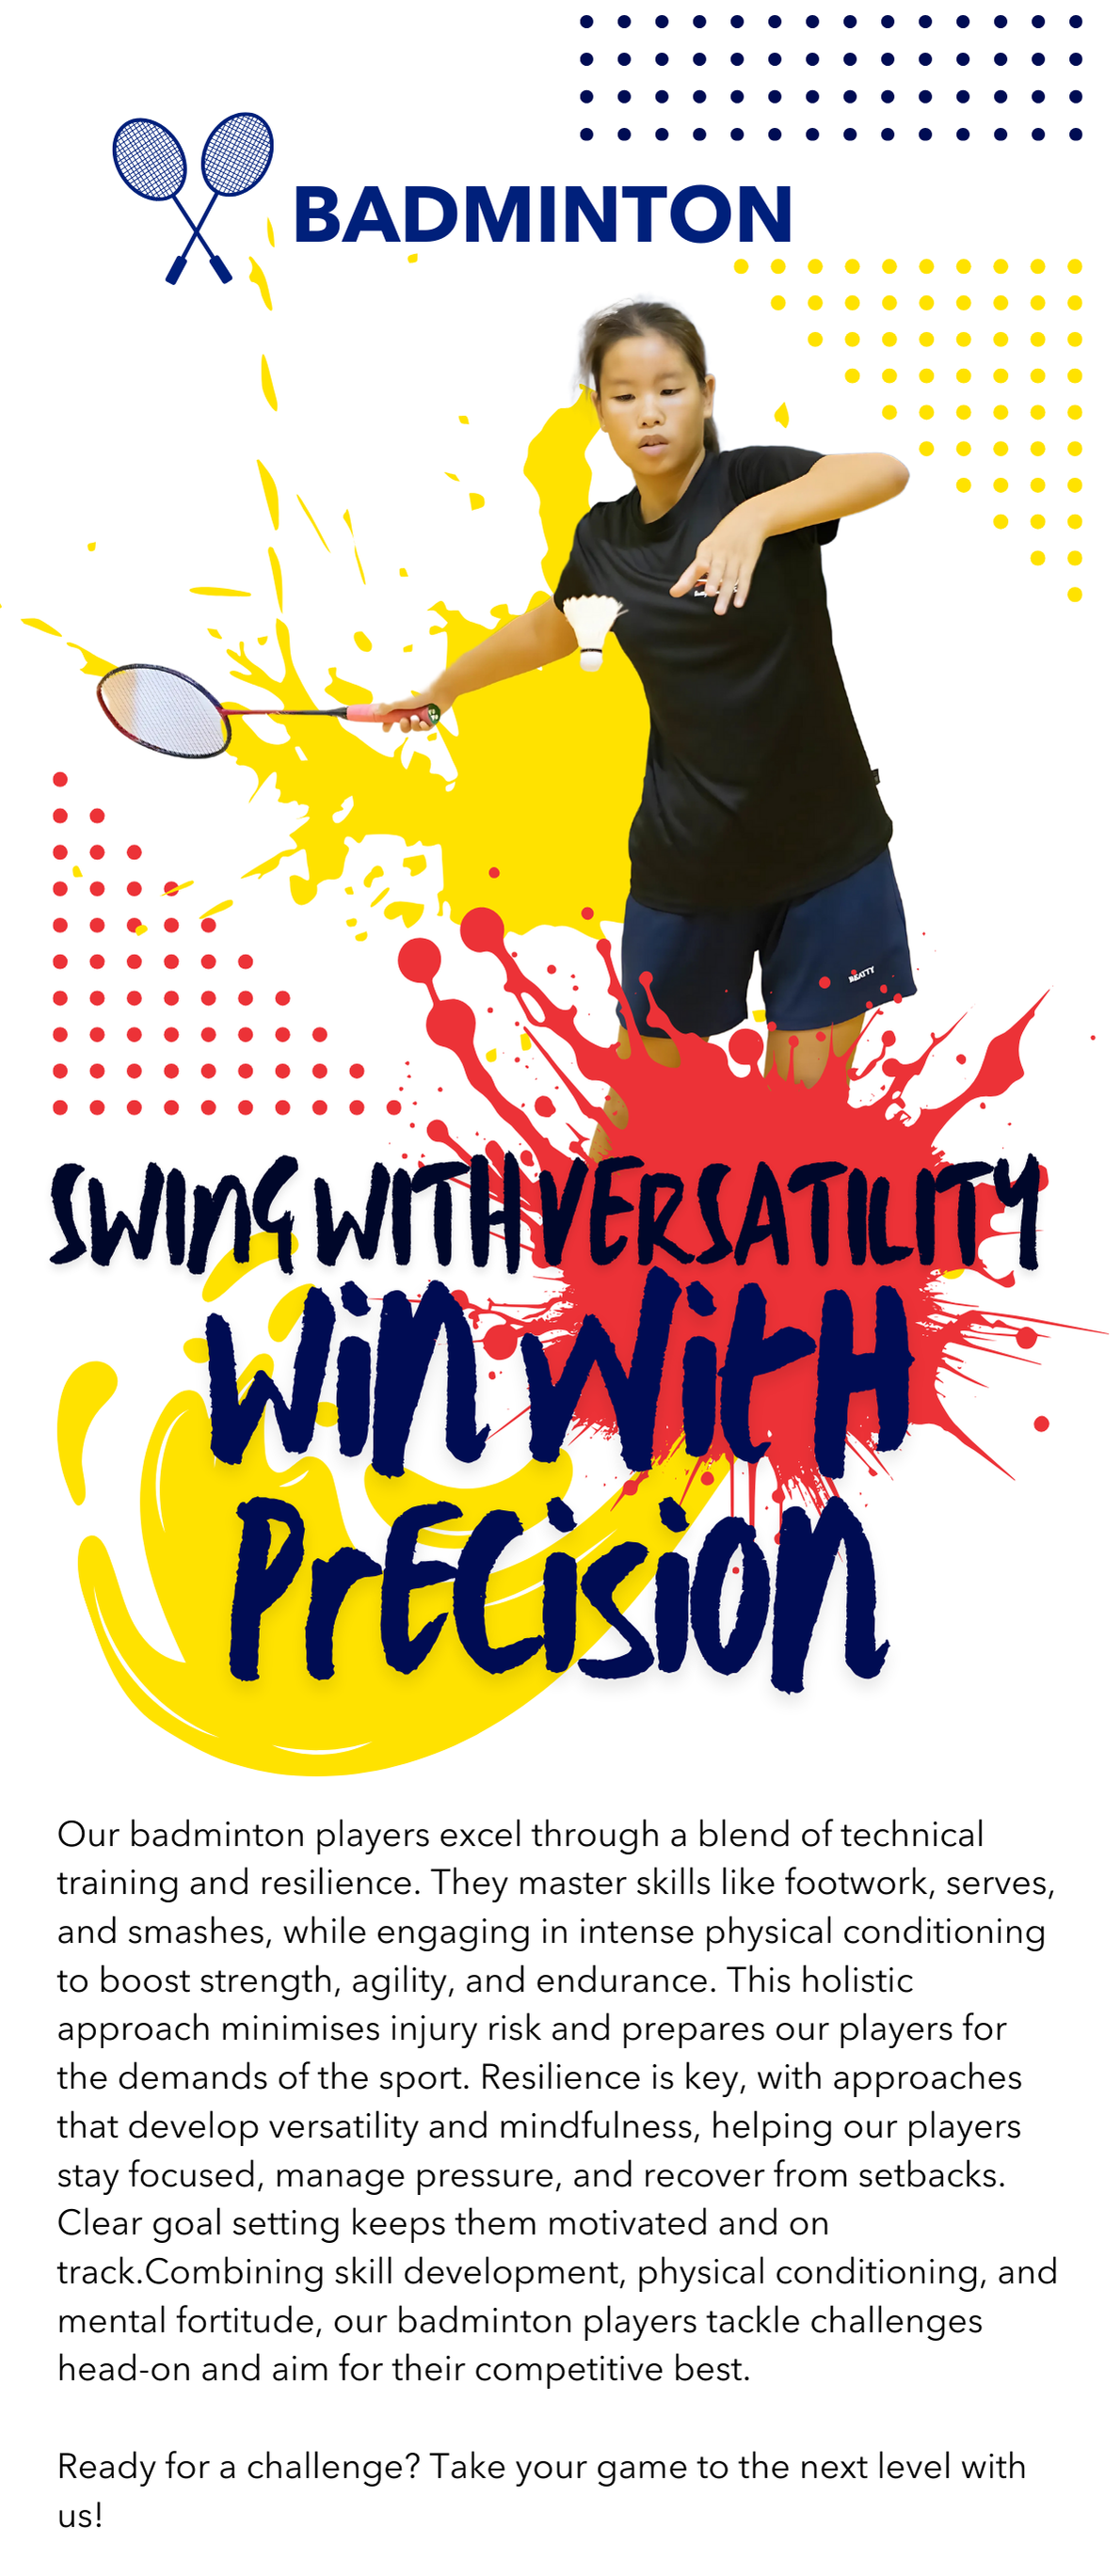 BADMINTON
BEATTY
SWING WITH VERSATILITY
Win With
PrECision
Our badminton players excel through a blend of technical
training and resilience. They master skills like footwork, serves,
and smashes, while engaging in intense physical conditioning
to boost strength, agility, and endurance. This holistic
approach minimises injury risk and prepares our players for
the demands of the sport. Resilience is key, with approaches
that develop versatility and mindfulness, helping our players
stay focused, manage pressure, and recover from setbacks.
Clear goal setting keeps them motivated and on
track.Combining skill development, physical conditioning, and
mental fortitude, our badminton players tackle challenges
head-on and aim for their competitive best.
Ready for a challenge? Take your game to the next level with
us!